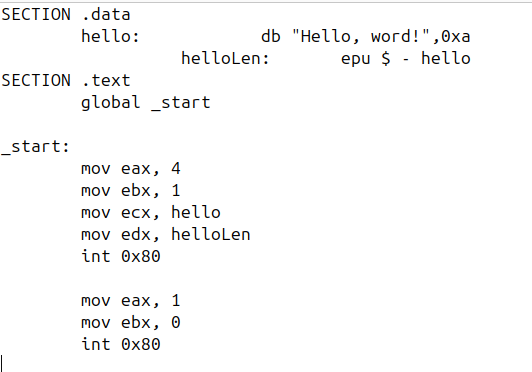 SECTION .data
hello: db "Hello, word!",0xa
helloLen: epu $ - hello
SECTION .text
global _start
_start:
mov eax, 4
mov ebx, 1
mov ecx, hello
mov edx, helloLen
int 0x80
mov eax, 1
mov ebx, 0
int 0x80